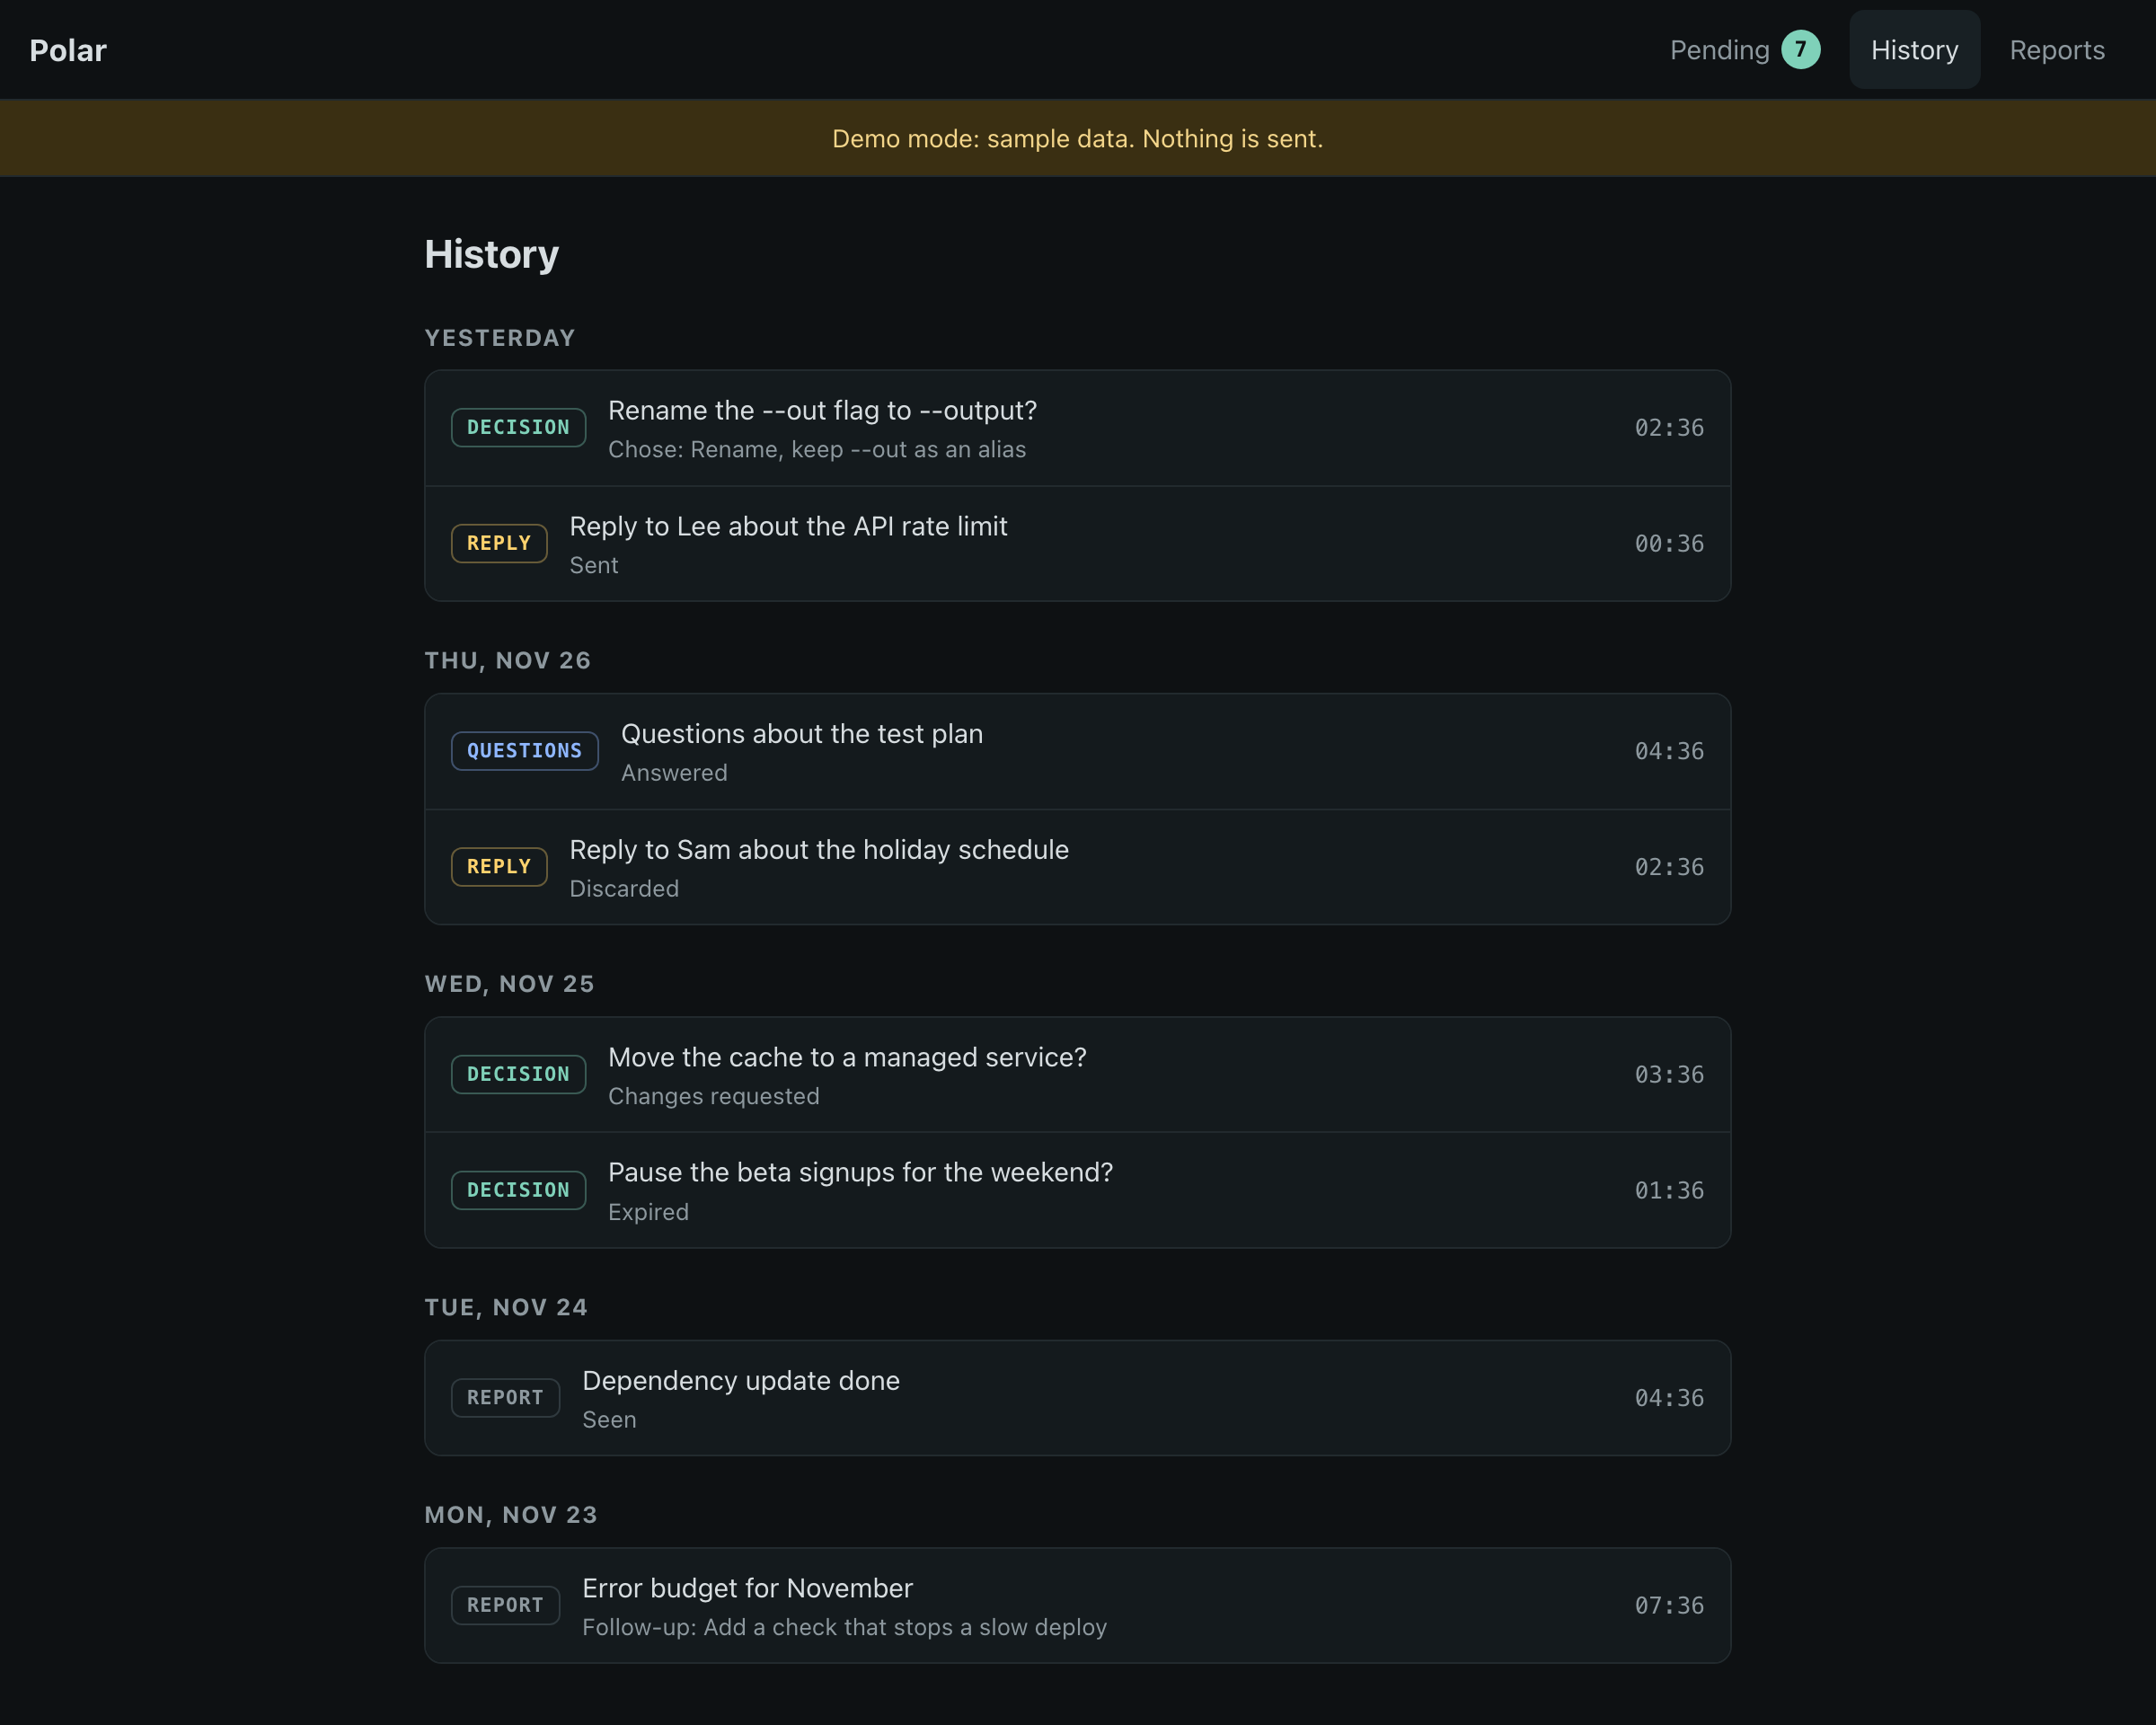 Polar
Pending 7 History Reports
Demo mode: sample data. Nothing is sent.
History
YESTERDAY
DECISION
Rename the --out flag to --output?
Chose: Rename, keep --out as an alias
02:36
REPLY
Reply to Lee about the API rate limit
Sent
00:36
THU, NOV 26
QUESTIONS
Questions about the test plan
Answered
04:36
REPLY
Reply to Sam about the holiday schedule
Discarded
02:36
WED, NOV 25
DECISION
Move the cache to a managed service?
Changes requested
03:36
DECISION
Pause the beta signups for the weekend?
Expired
01:36
TUE, NOV 24
REPORT
Dependency update done
Seen
04:36
MON, NOV 23
REPORT
Error budget for November
Follow-up: Add a check that stops a slow deploy
07:36